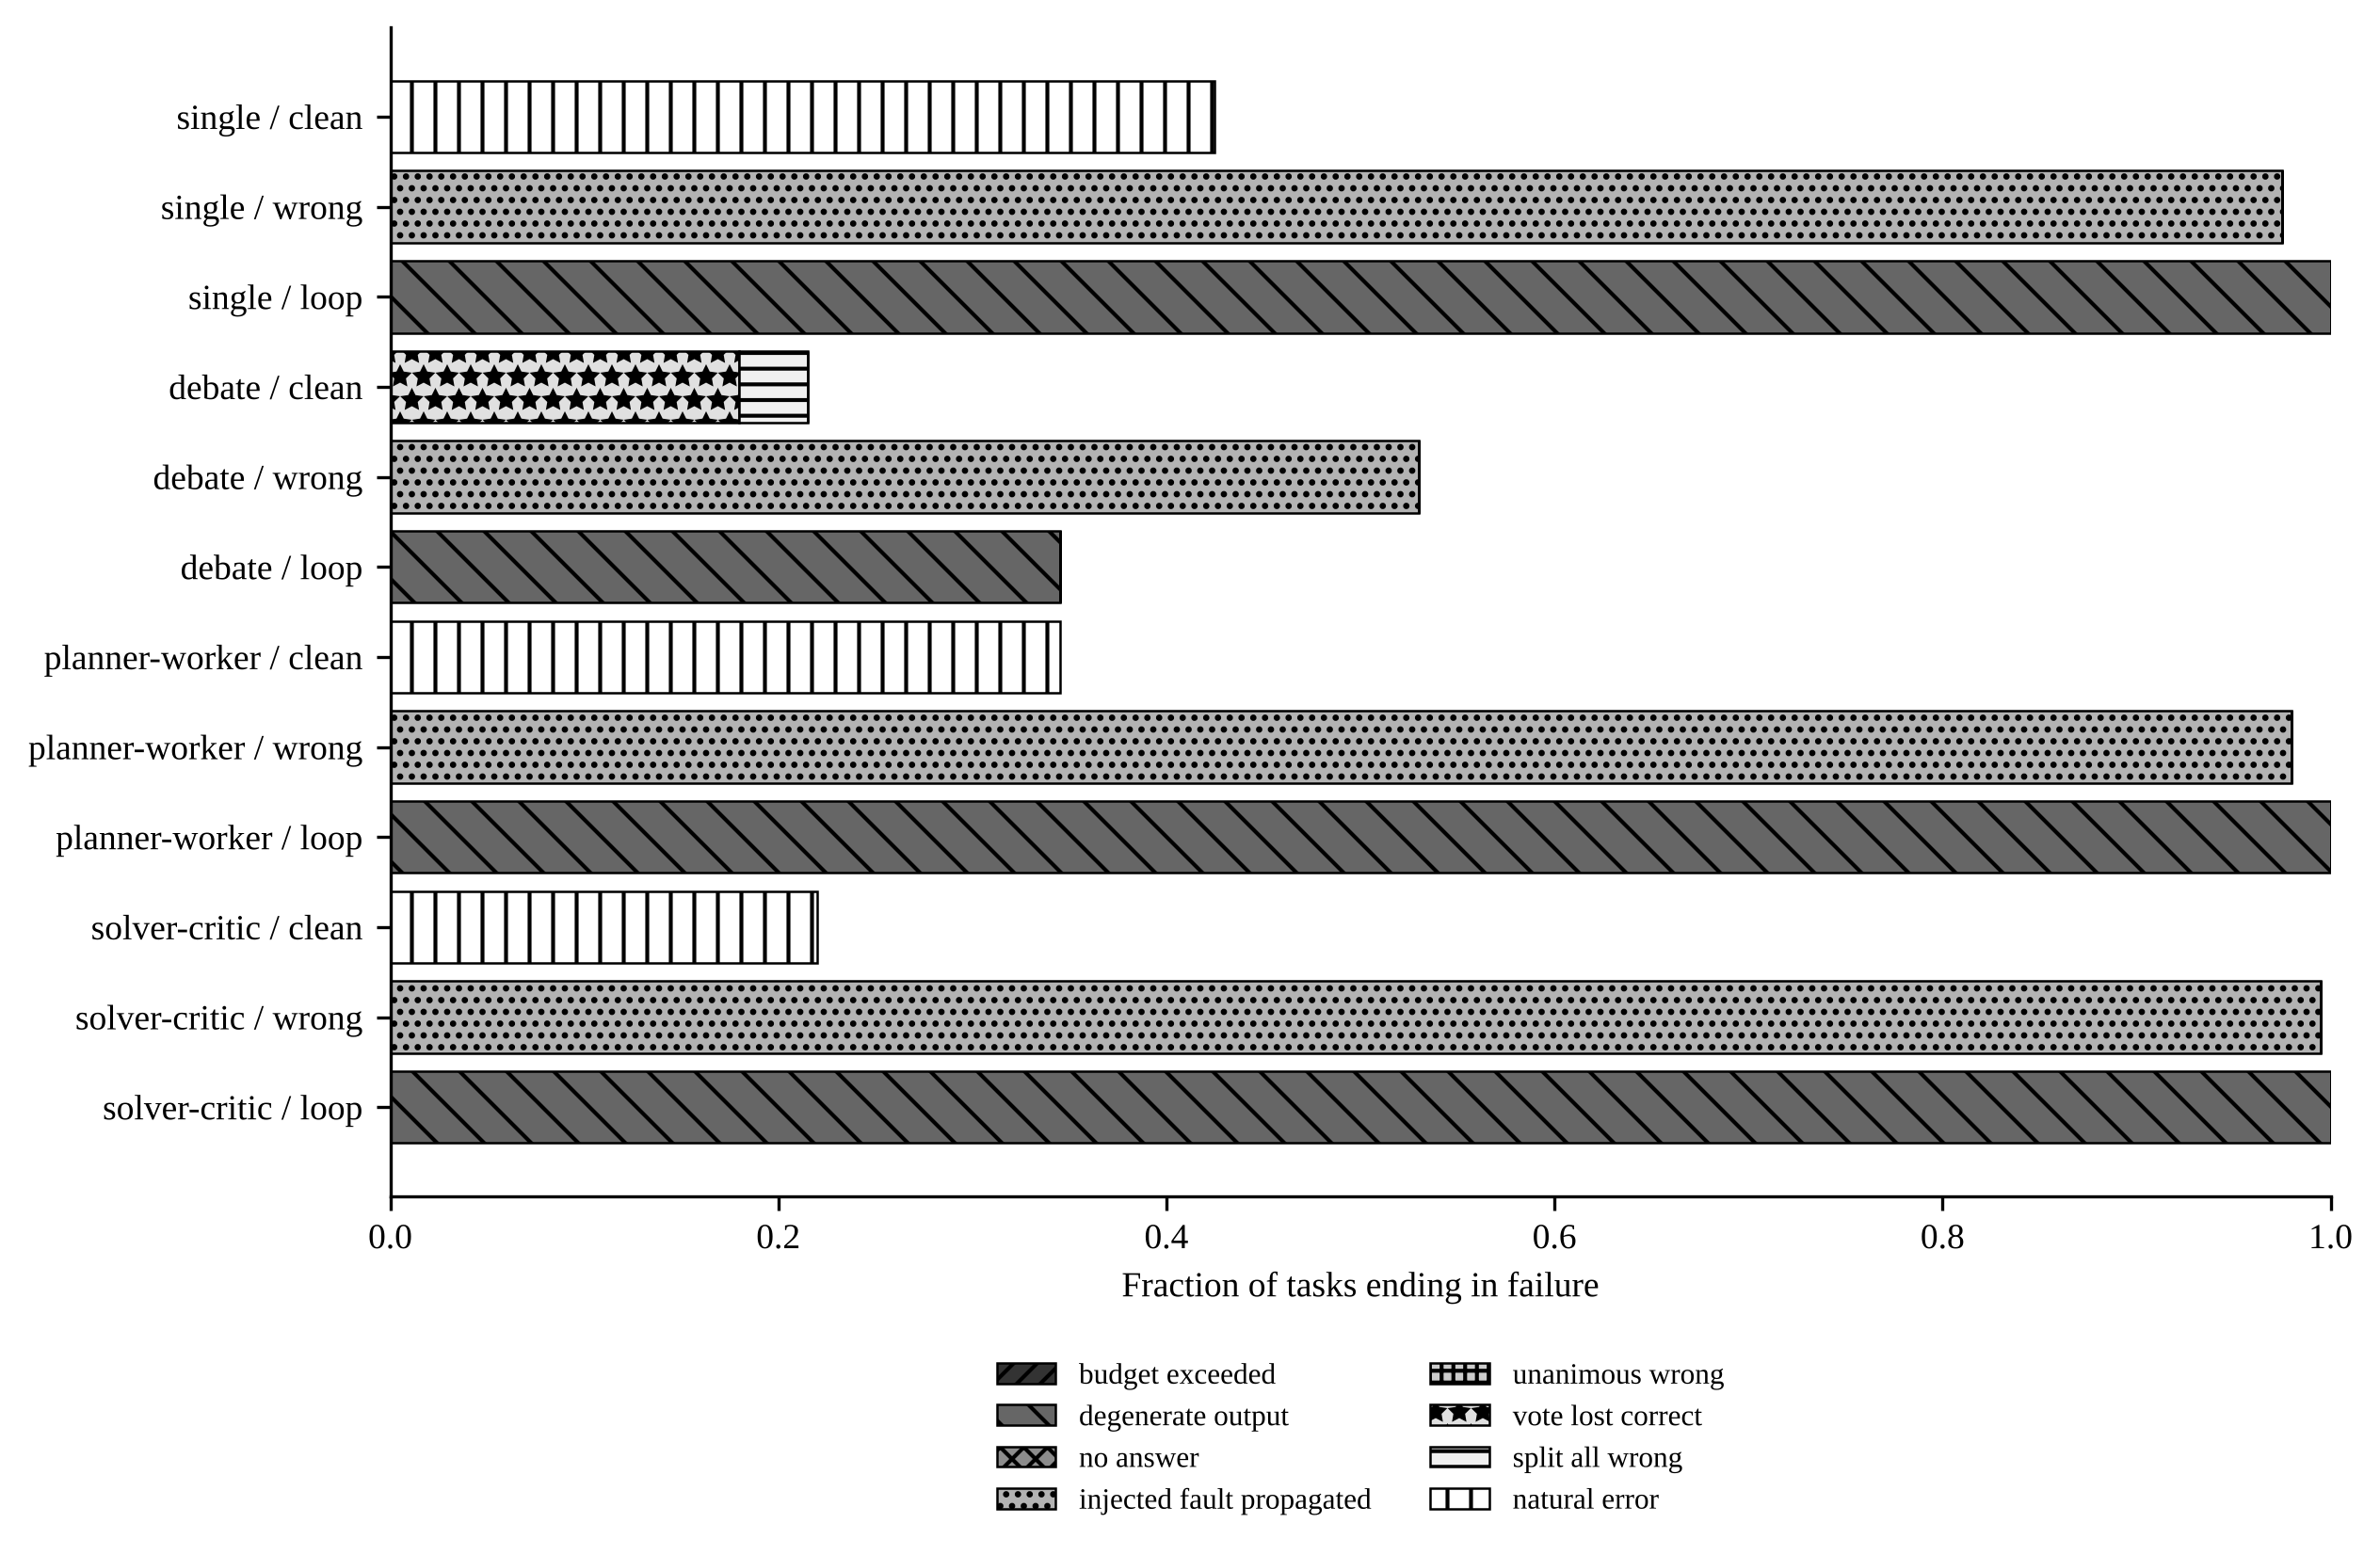 single / clean
single / wrong
single / loop
debate / clean
debate / wrong
debate / loop
planner-worker / clean
planner-worker / wrong
planner-worker / loop
solver-critic / clean
solver-critic / wrong
solver-critic / loop
0.0 0.2 0.4 0.6 0.8 1.0
Fraction of tasks ending in failure
budget exceeded
degenerate output
no answer
injected fault propagated
unanimous wrong
vote lost correct
split all wrong
natural error